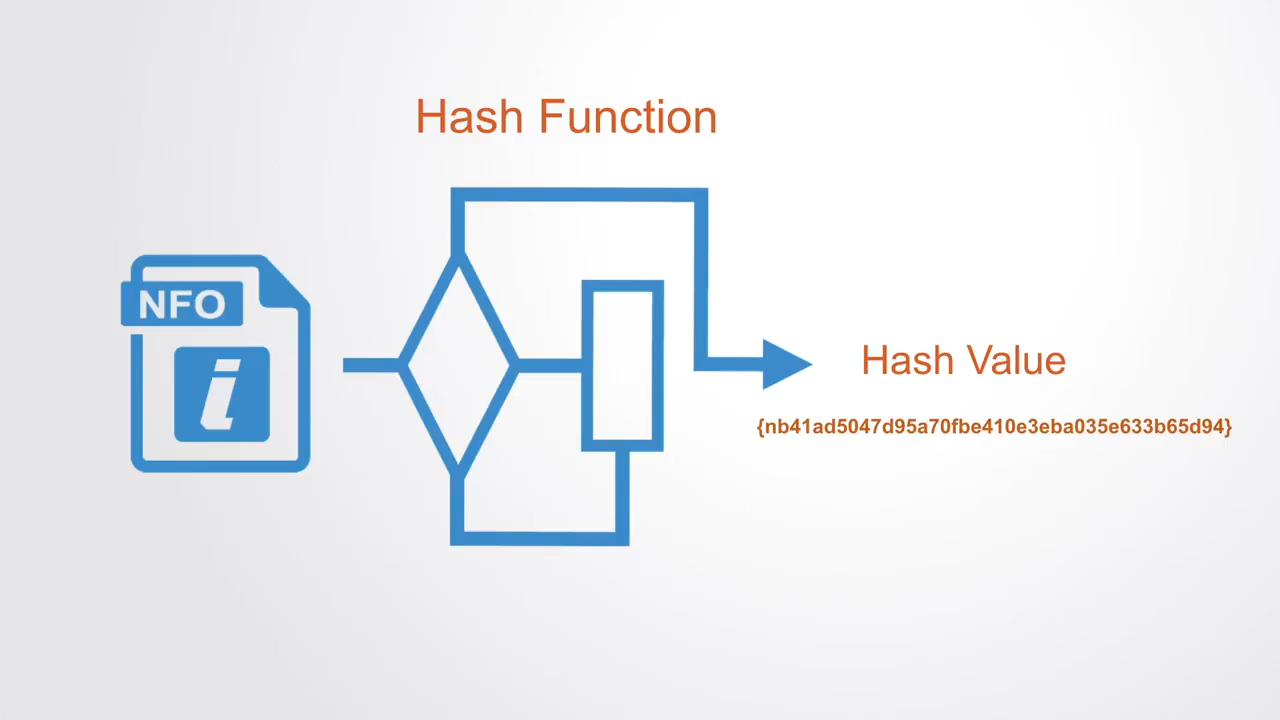 Hash Function
NFO
i
Hash Value
{nb41ad5047d95a70fbe410e3eba035e633b65d94}